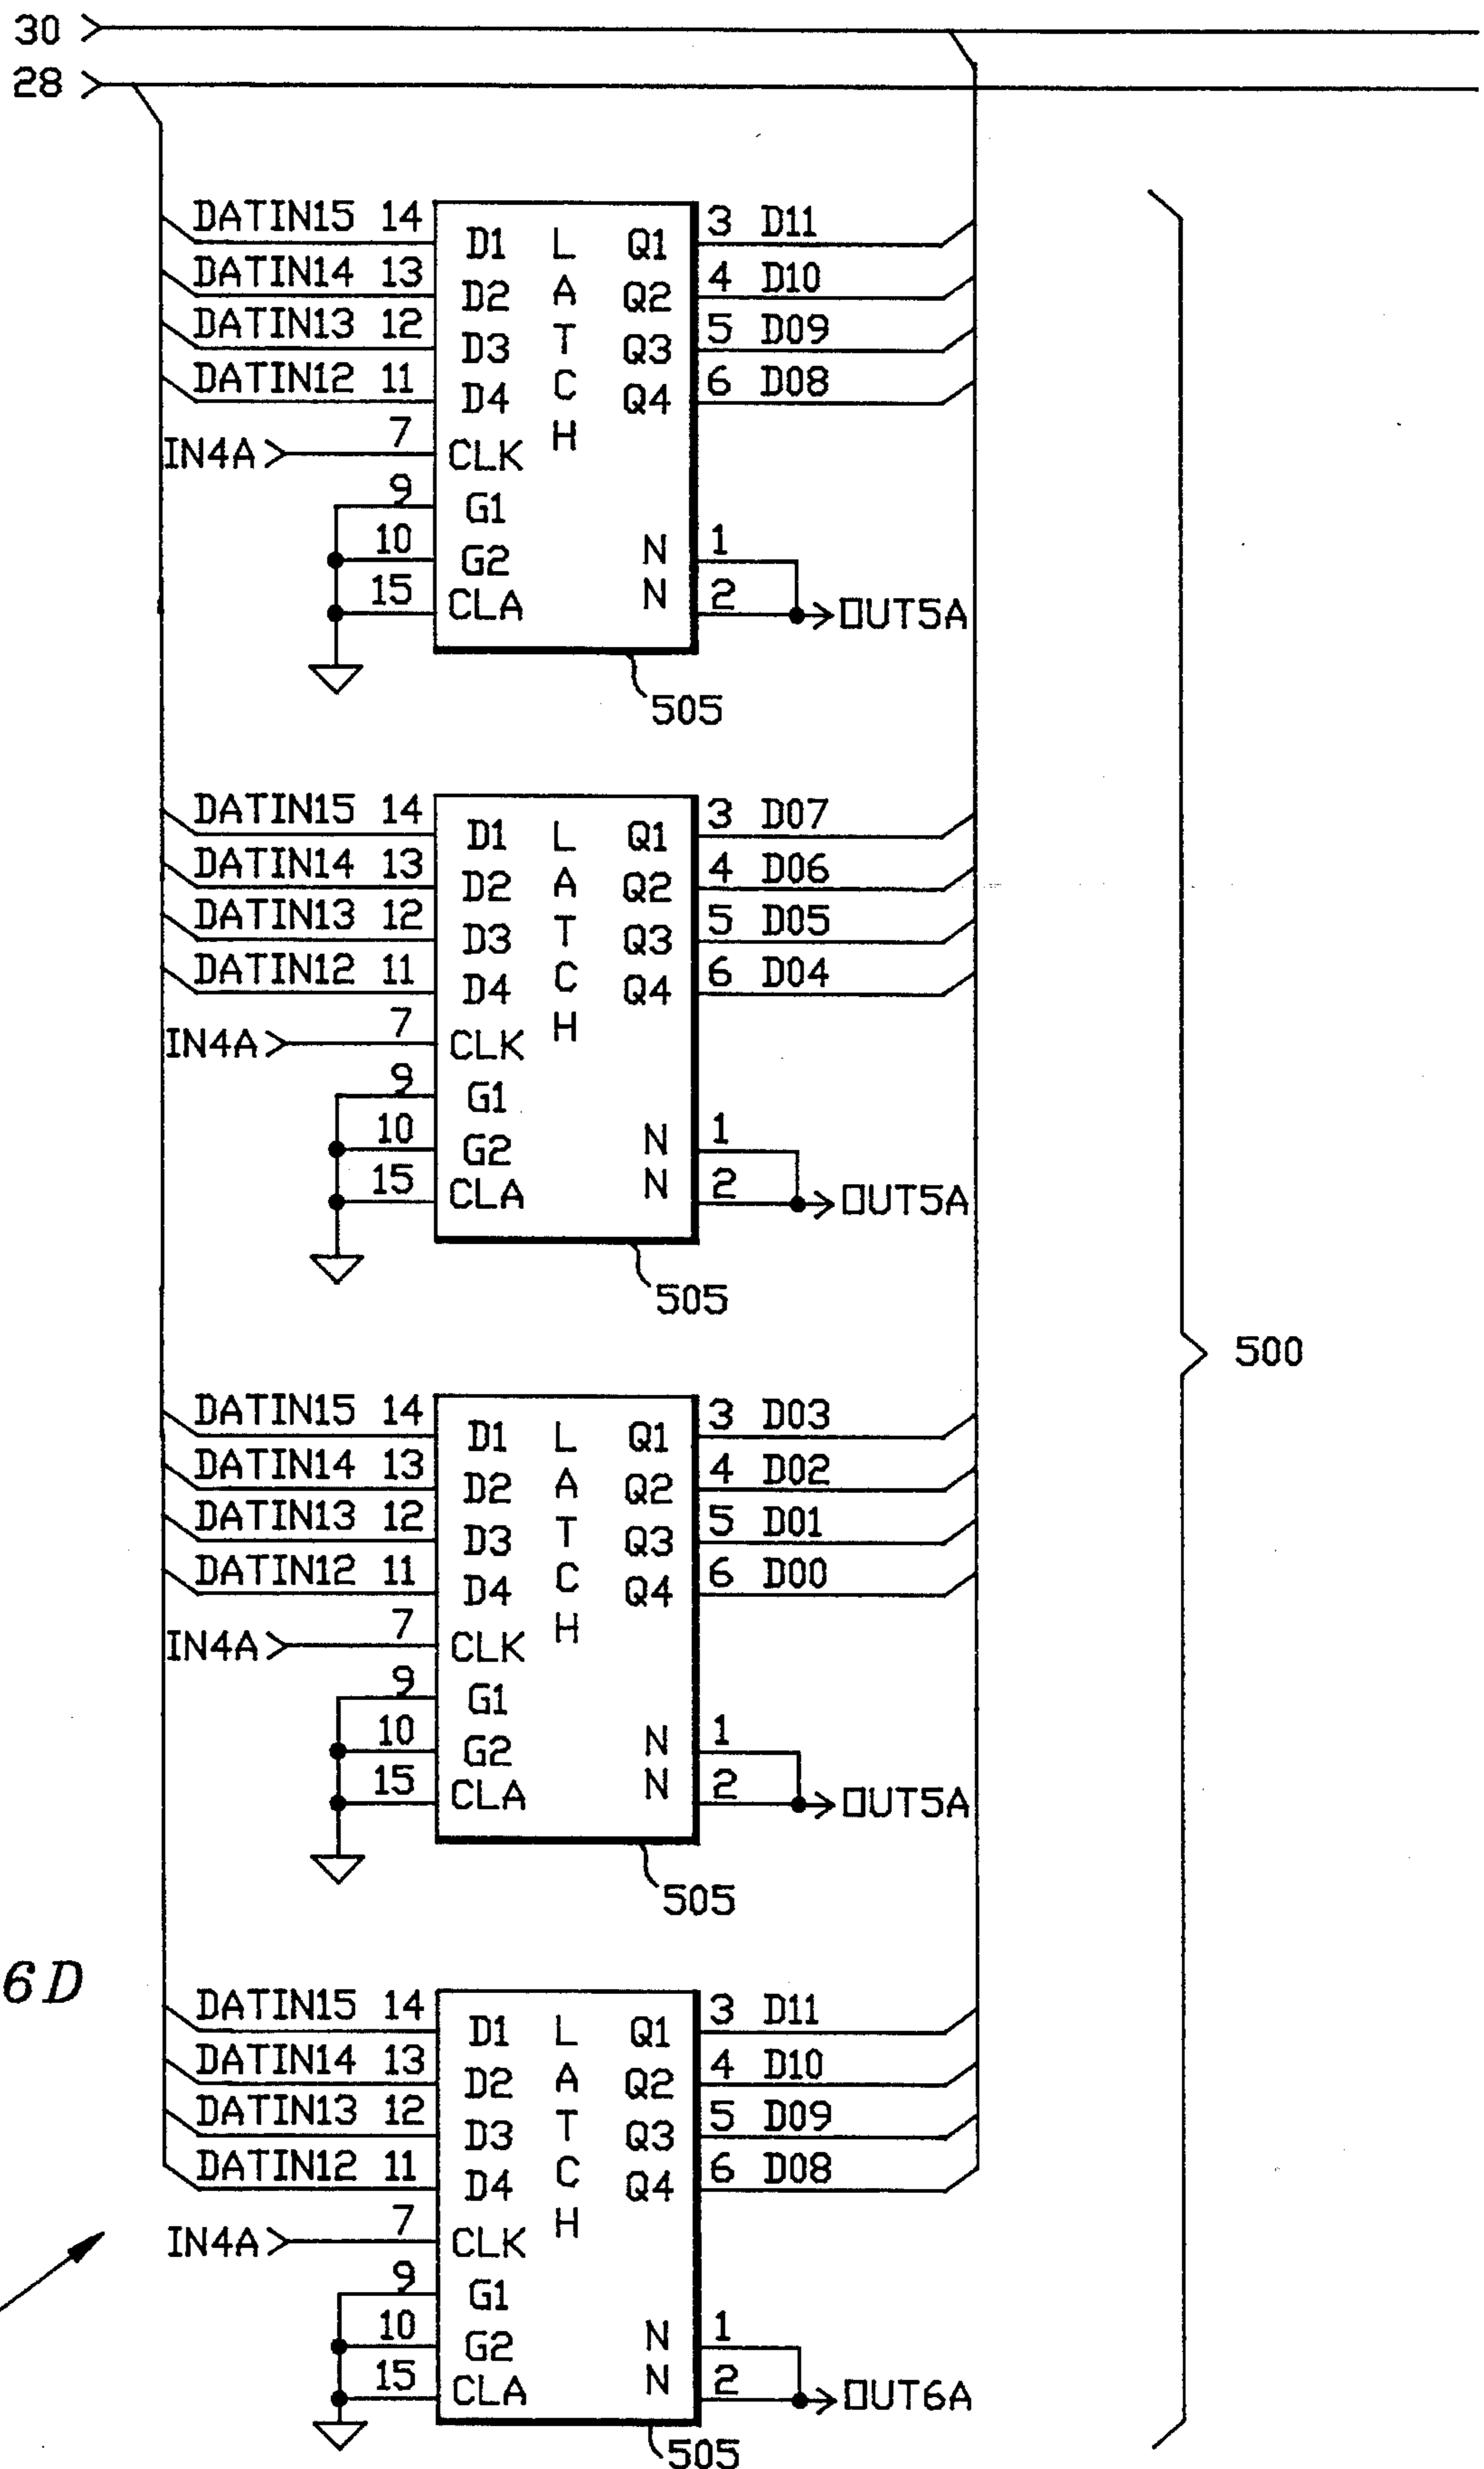 30
28
DATIN15 14 D1 L Q1 3 D11
DATIN14 13 D2 A Q2 4 D10
DATIN13 12 D3 T Q3 5 D09
DATIN12 11 D4 C Q4 6 D08
IN4A 7 CLK H
9 G1
10 G2 N 1
15 CLA N 2 OUT5A
505
DATIN15 14 D1 L Q1 3 D07
DATIN14 13 D2 A Q2 4 D06
DATIN13 12 D3 T Q3 5 D05
DATIN12 11 D4 C Q4 6 D04
IN4A 7 CLK H
9 G1
10 G2 N 1
15 CLA N 2 OUT5A
505
500
DATIN15 14 D1 L Q1 3 D03
DATIN14 13 D2 A Q2 4 D02
DATIN13 12 D3 T Q3 5 D01
DATIN12 11 D4 C Q4 6 D00
IN4A 7 CLK H
9 G1
10 G2 N 1
15 CLA N 2 OUT5A
505
6D
DATIN15 14 D1 L Q1 3 D11
DATIN14 13 D2 A Q2 4 D10
DATIN13 12 D3 T Q3 5 D09
DATIN12 11 D4 C Q4 6 D08
IN4A 7 CLK H
9 G1
10 G2 N 1
15 CLA N 2 OUT6A
505